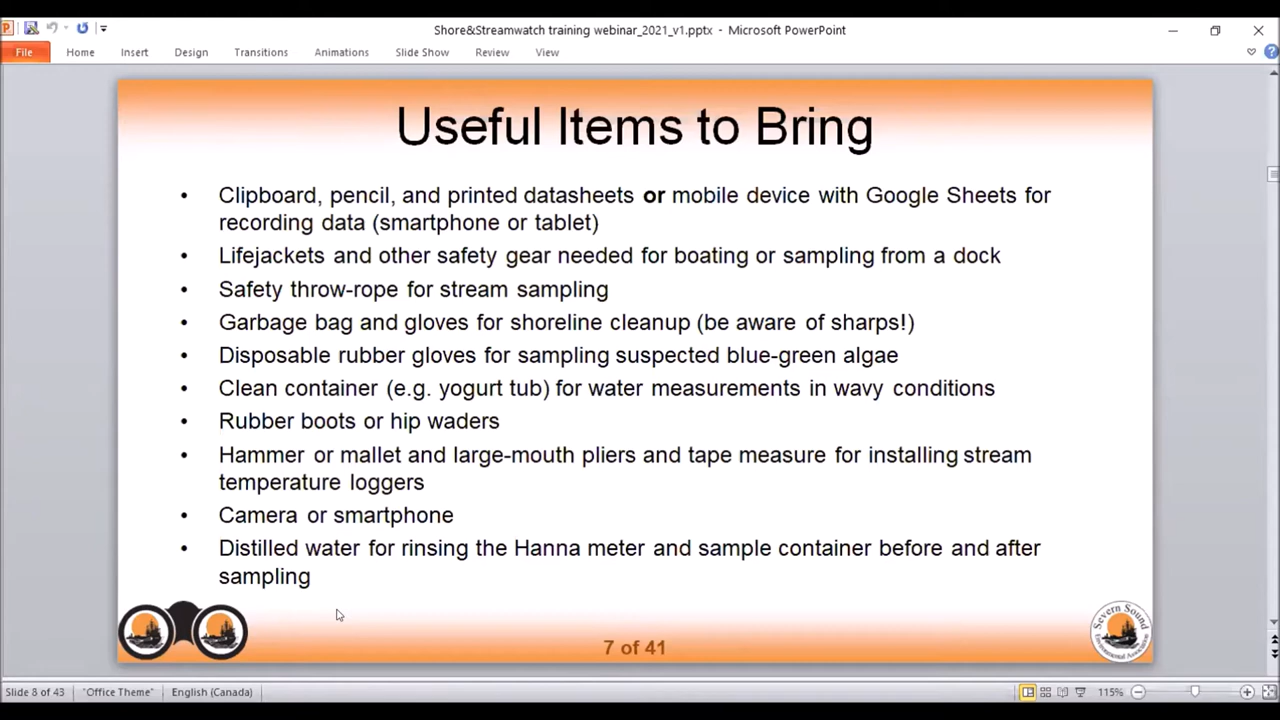 Shore&Streamwatch training webinar_2021_v1.pptx - Microsoft PowerPoint
File Home Insert Design Transitions Animations Slide Show Review View
Useful Items to Bring
• Clipboard, pencil, and printed datasheets or mobile device with Google Sheets for
recording data (smartphone or tablet)
• Lifejackets and other safety gear needed for boating or sampling from a dock
• Safety throw-rope for stream sampling
• Garbage bag and gloves for shoreline cleanup (be aware of sharps!)
• Disposable rubber gloves for sampling suspected blue-green algae
• Clean container (e.g. yogurt tub) for water measurements in wavy conditions
• Rubber boots or hip waders
• Hammer or mallet and large-mouth pliers and tape measure for installing stream
temperature loggers
• Camera or smartphone
• Distilled water for rinsing the Hanna meter and sample container before and after
sampling
Severn Sound
Environmental Association
7 of 41
Slide 8 of 43 "Office Theme" English (Canada) 115%